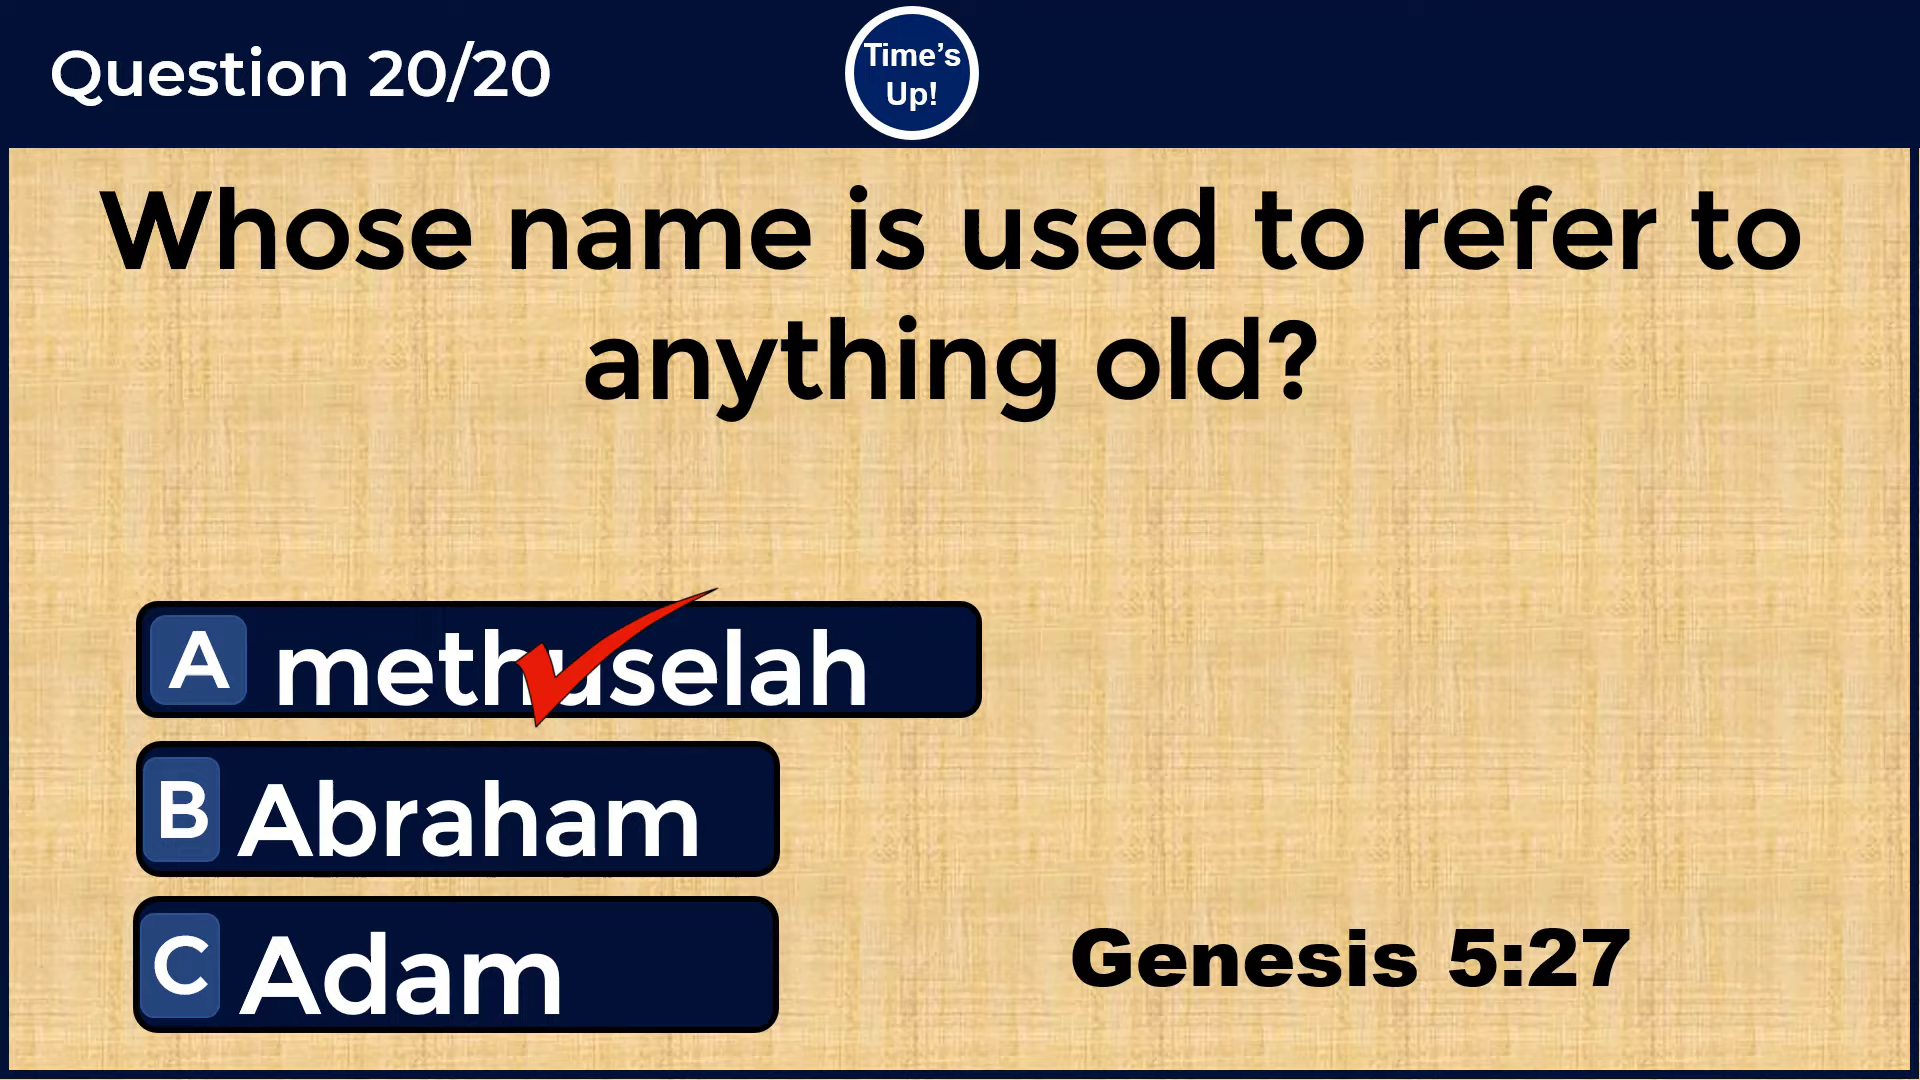 Question 20/20
Time's
Up!
Whose name is used to refer to
anything old?
A methuselah
B Abraham
C Adam
Genesis 5:27